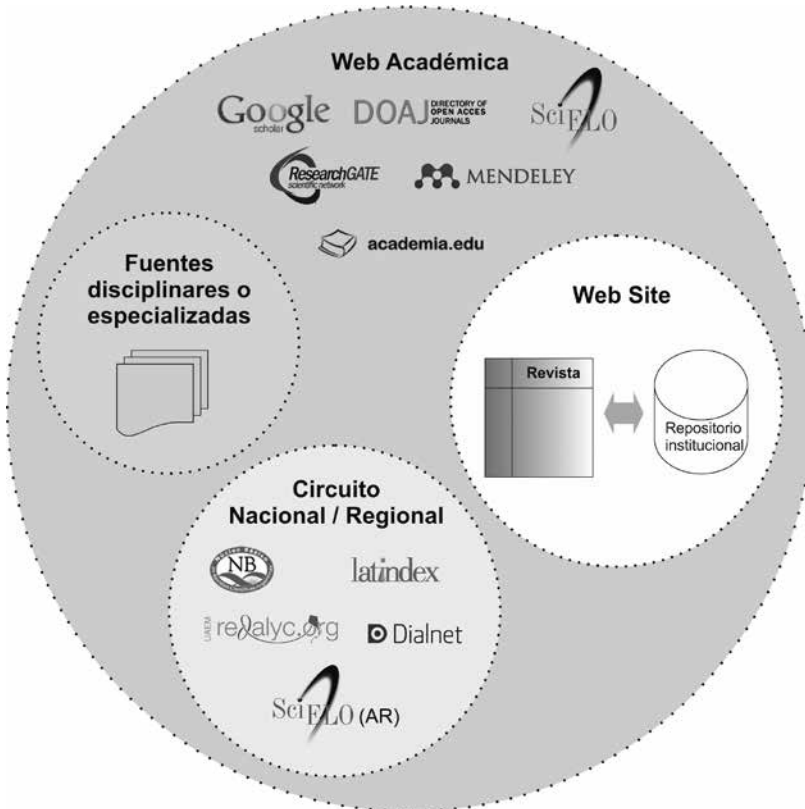 Web Académica
Google
scholar
DOAJ
DIRECTORY OF
OPEN ACCES
JOURNALS
SciELO
ResearchGATE
scientific network
MENDELEY
academia.edu
Fuentes
disciplinares o
especializadas
Web Site
Revista
Repositorio
institucional
Circuito
Nacional / Regional
NB
latindex
UAEM
redalyc.org
Dialnet
SciELO (AR)